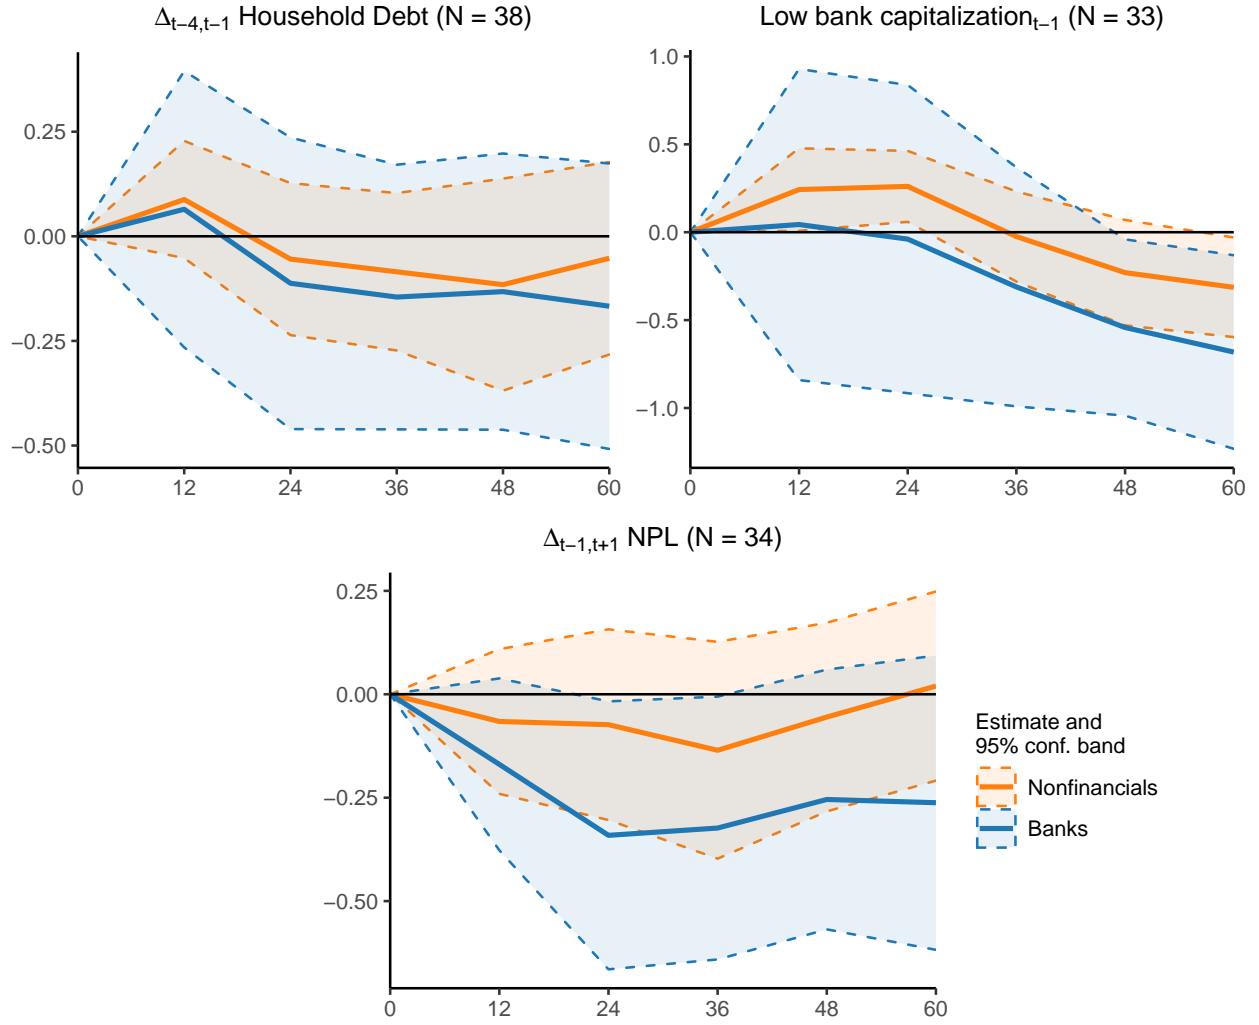 Δt−4,t−1 Household Debt (N = 38)
0.25
0.00
−0.25
−0.50
0 12 24 36 48 60
Low bank capitalizationt−1 (N = 33)
1.0
0.5
0.0
−0.5
−1.0
0 12 24 36 48 60
Δt−1,t+1 NPL (N = 34)
0.25
0.00
−0.25
−0.50
0 12 24 36 48 60
Estimate and
95% conf. band
Nonfinancials
Banks